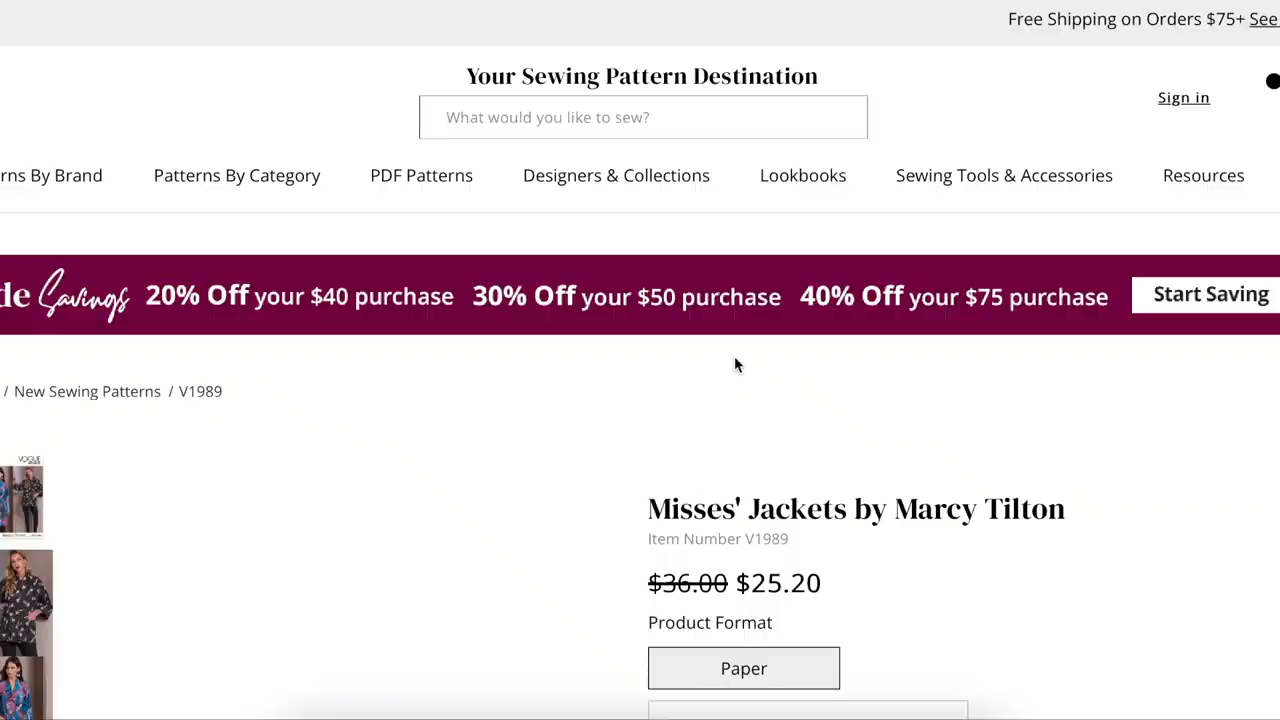 Free Shipping on Orders $75+ See
Your Sewing Pattern Destination
What would you like to sew?
Sign in
rns By Brand
Patterns By Category
PDF Patterns
Designers & Collections
Lookbooks
Sewing Tools & Accessories
Resources
de Savings 20% Off your $40 purchase 30% Off your $50 purchase 40% Off your $75 purchase Start Saving
/ New Sewing Patterns / V1989
VOGUE
Misses' Jackets by Marcy Tilton
Item Number V1989
$36.00 $25.20
Product Format
Paper